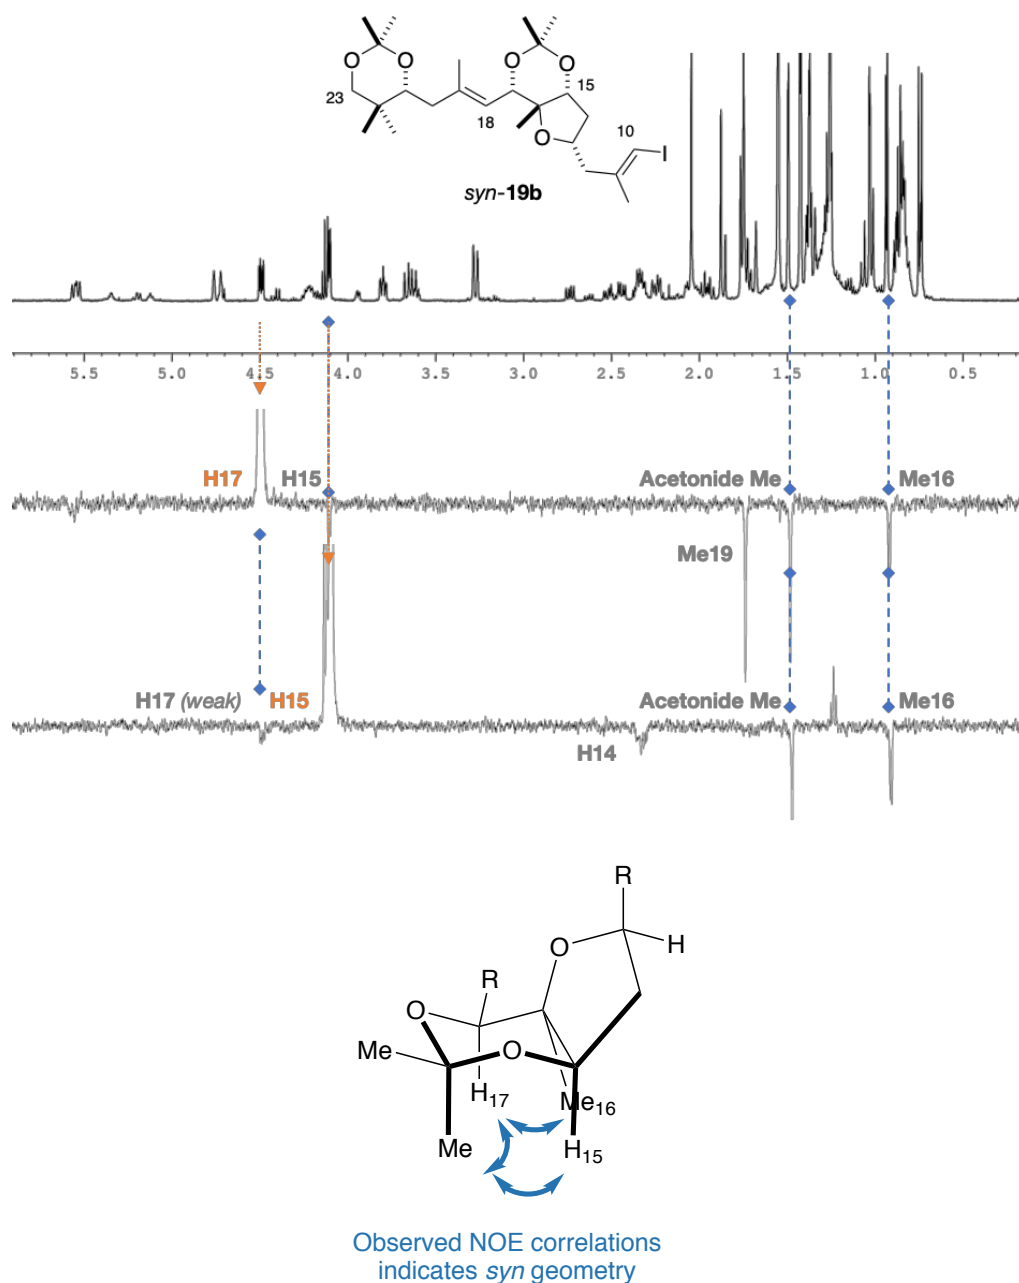 O O O O
23 15
18 O 10
I
syn-19b
5.5 5.0 4.5 4.0 3.5 3.0 2.5 2.0 1.5 1.0 0.5
H17 H15 Acetonide Me Me16
Me19
H17 (weak) H15 Acetonide Me Me16
H14
R
O H
R
O
Me O
H17 Me16
Me H15
Observed NOE correlations
indicates syn geometry